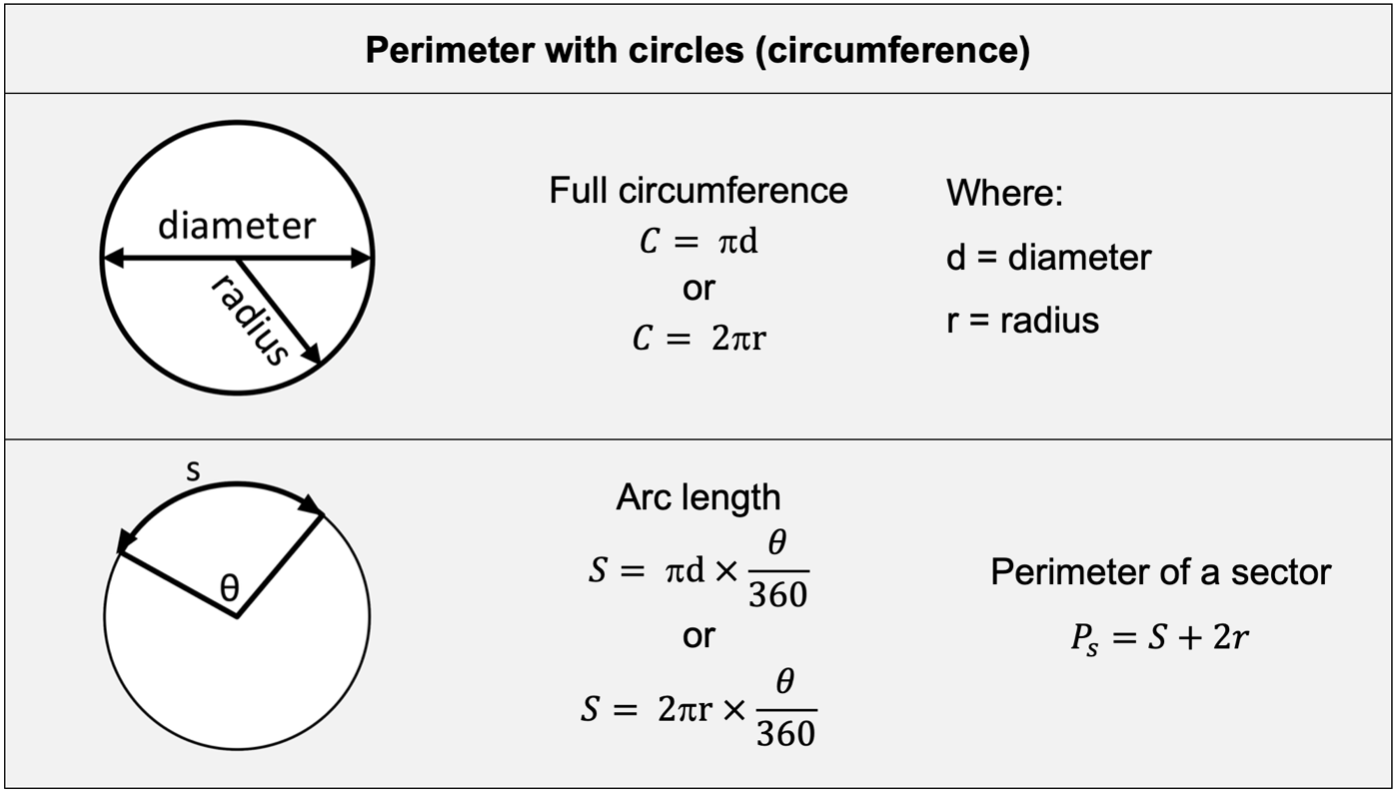 Perimeter with circles (circumference)
diameter
radius
Full circumference
C = πd
or
C = 2πr
Where:
d = diameter
r = radius
s
θ
Arc length
S = πd × θ/360
or
S = 2πr × θ/360
Perimeter of a sector
Pₛ = S + 2r